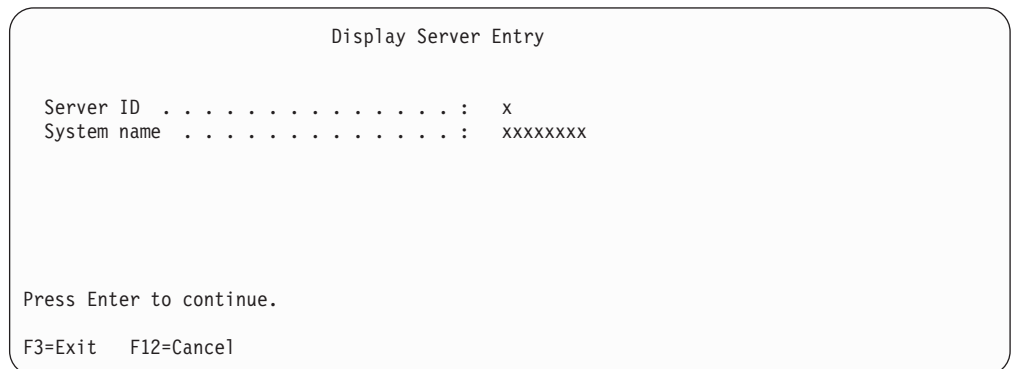 Display Server Entry
Server ID . . . . . . . . . . . . . . : x
System name . . . . . . . . . . . . . : xxxxxxxx
Press Enter to continue.
F3=Exit F12=Cancel